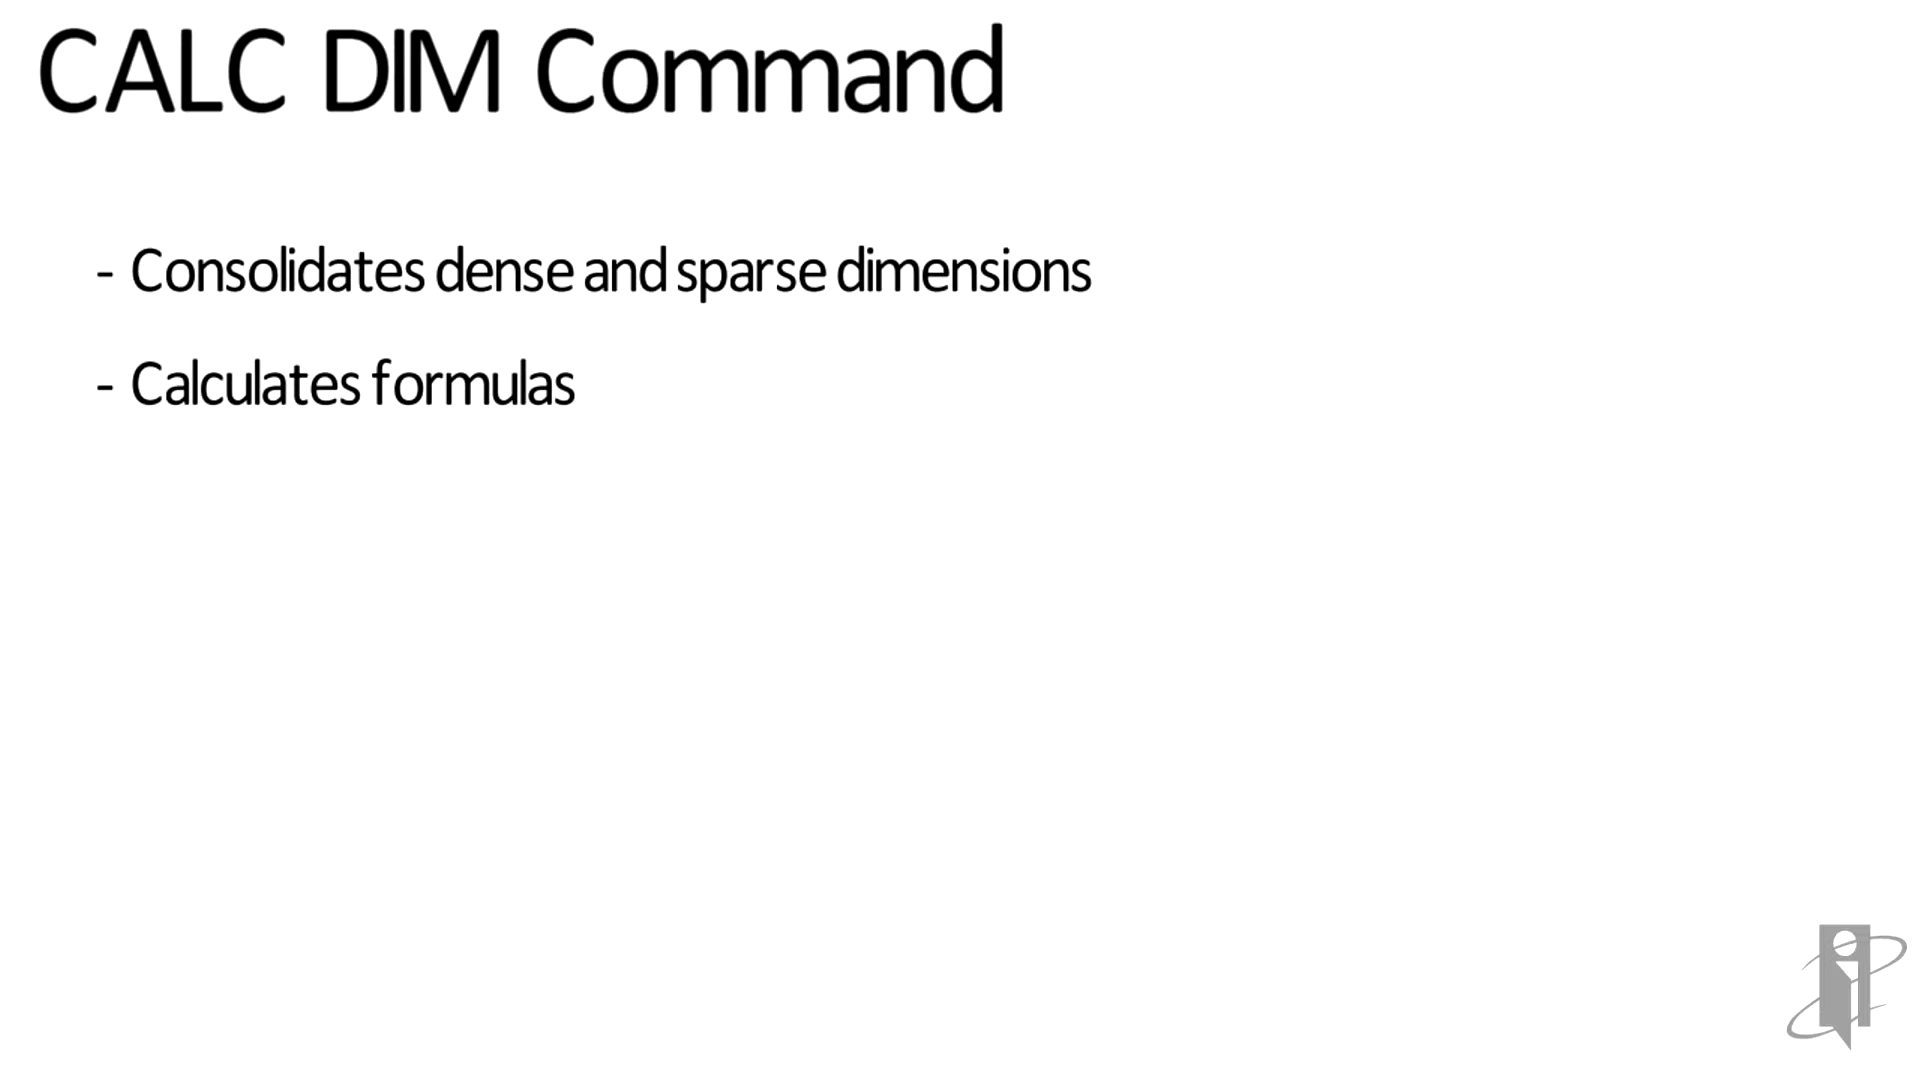 CALC DIM Command
- Consolidates dense and sparse dimensions
- Calculates formulas